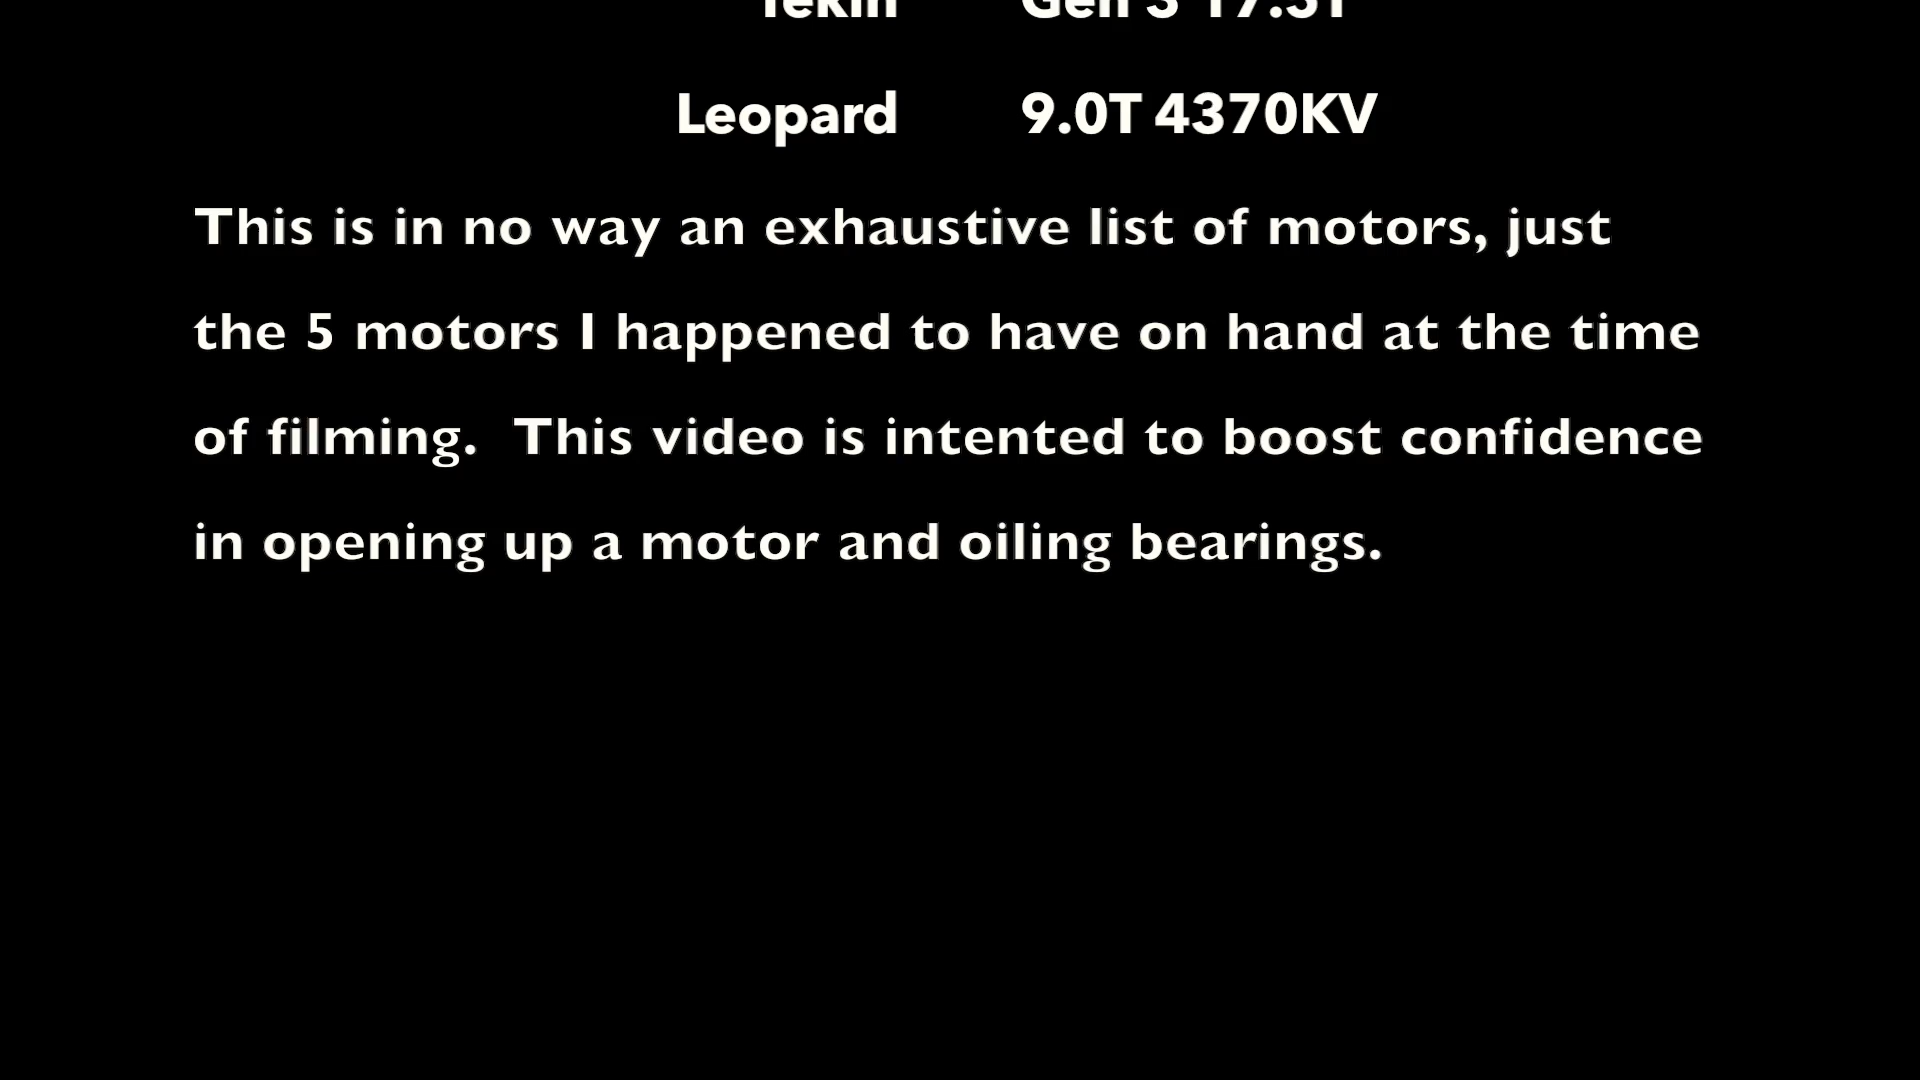 Tekin Gen 3 17.5T
Leopard 9.0T 4370KV
This is in no way an exhaustive list of motors, just
the 5 motors I happened to have on hand at the time
of filming.  This video is intented to boost confidence
in opening up a motor and oiling bearings.